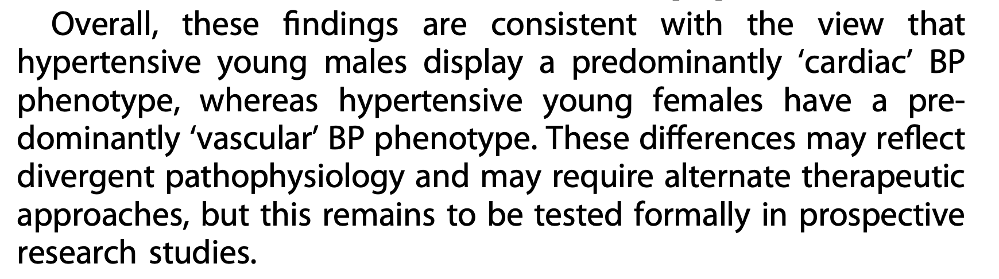 Overall, these findings are consistent with the view that
hypertensive young males display a predominantly ‘cardiac’ BP
phenotype, whereas hypertensive young females have a pre-
dominantly ‘vascular’ BP phenotype. These differences may reflect
divergent pathophysiology and may require alternate therapeutic
approaches, but this remains to be tested formally in prospective
research studies.